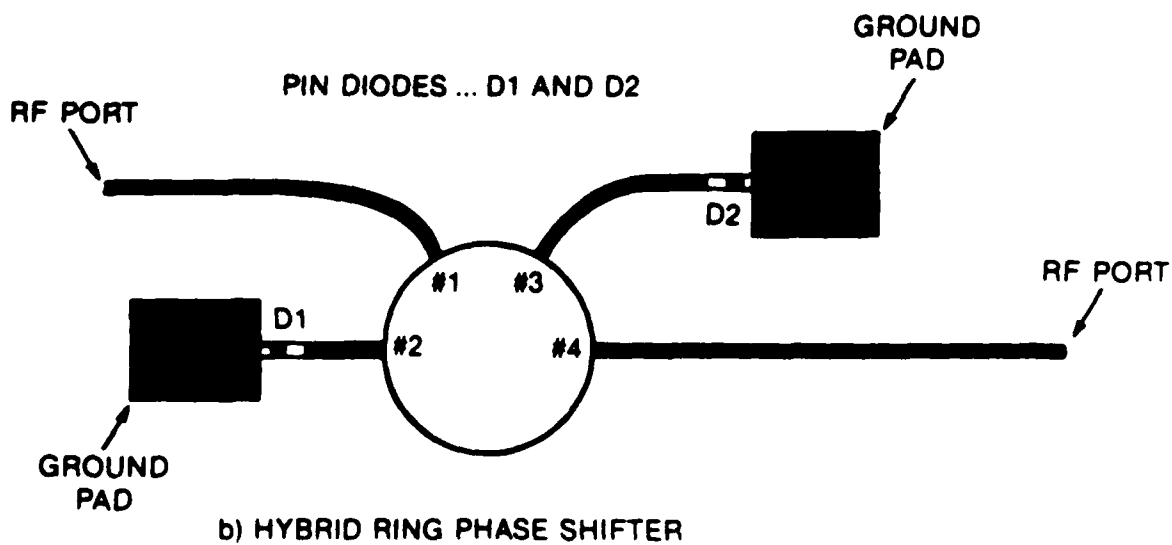 GROUND
PAD
PIN DIODES ... D1 AND D2
RF PORT
D2
#1
#3
RF PORT
D1
#2
#4
GROUND
PAD
b) HYBRID RING PHASE SHIFTER